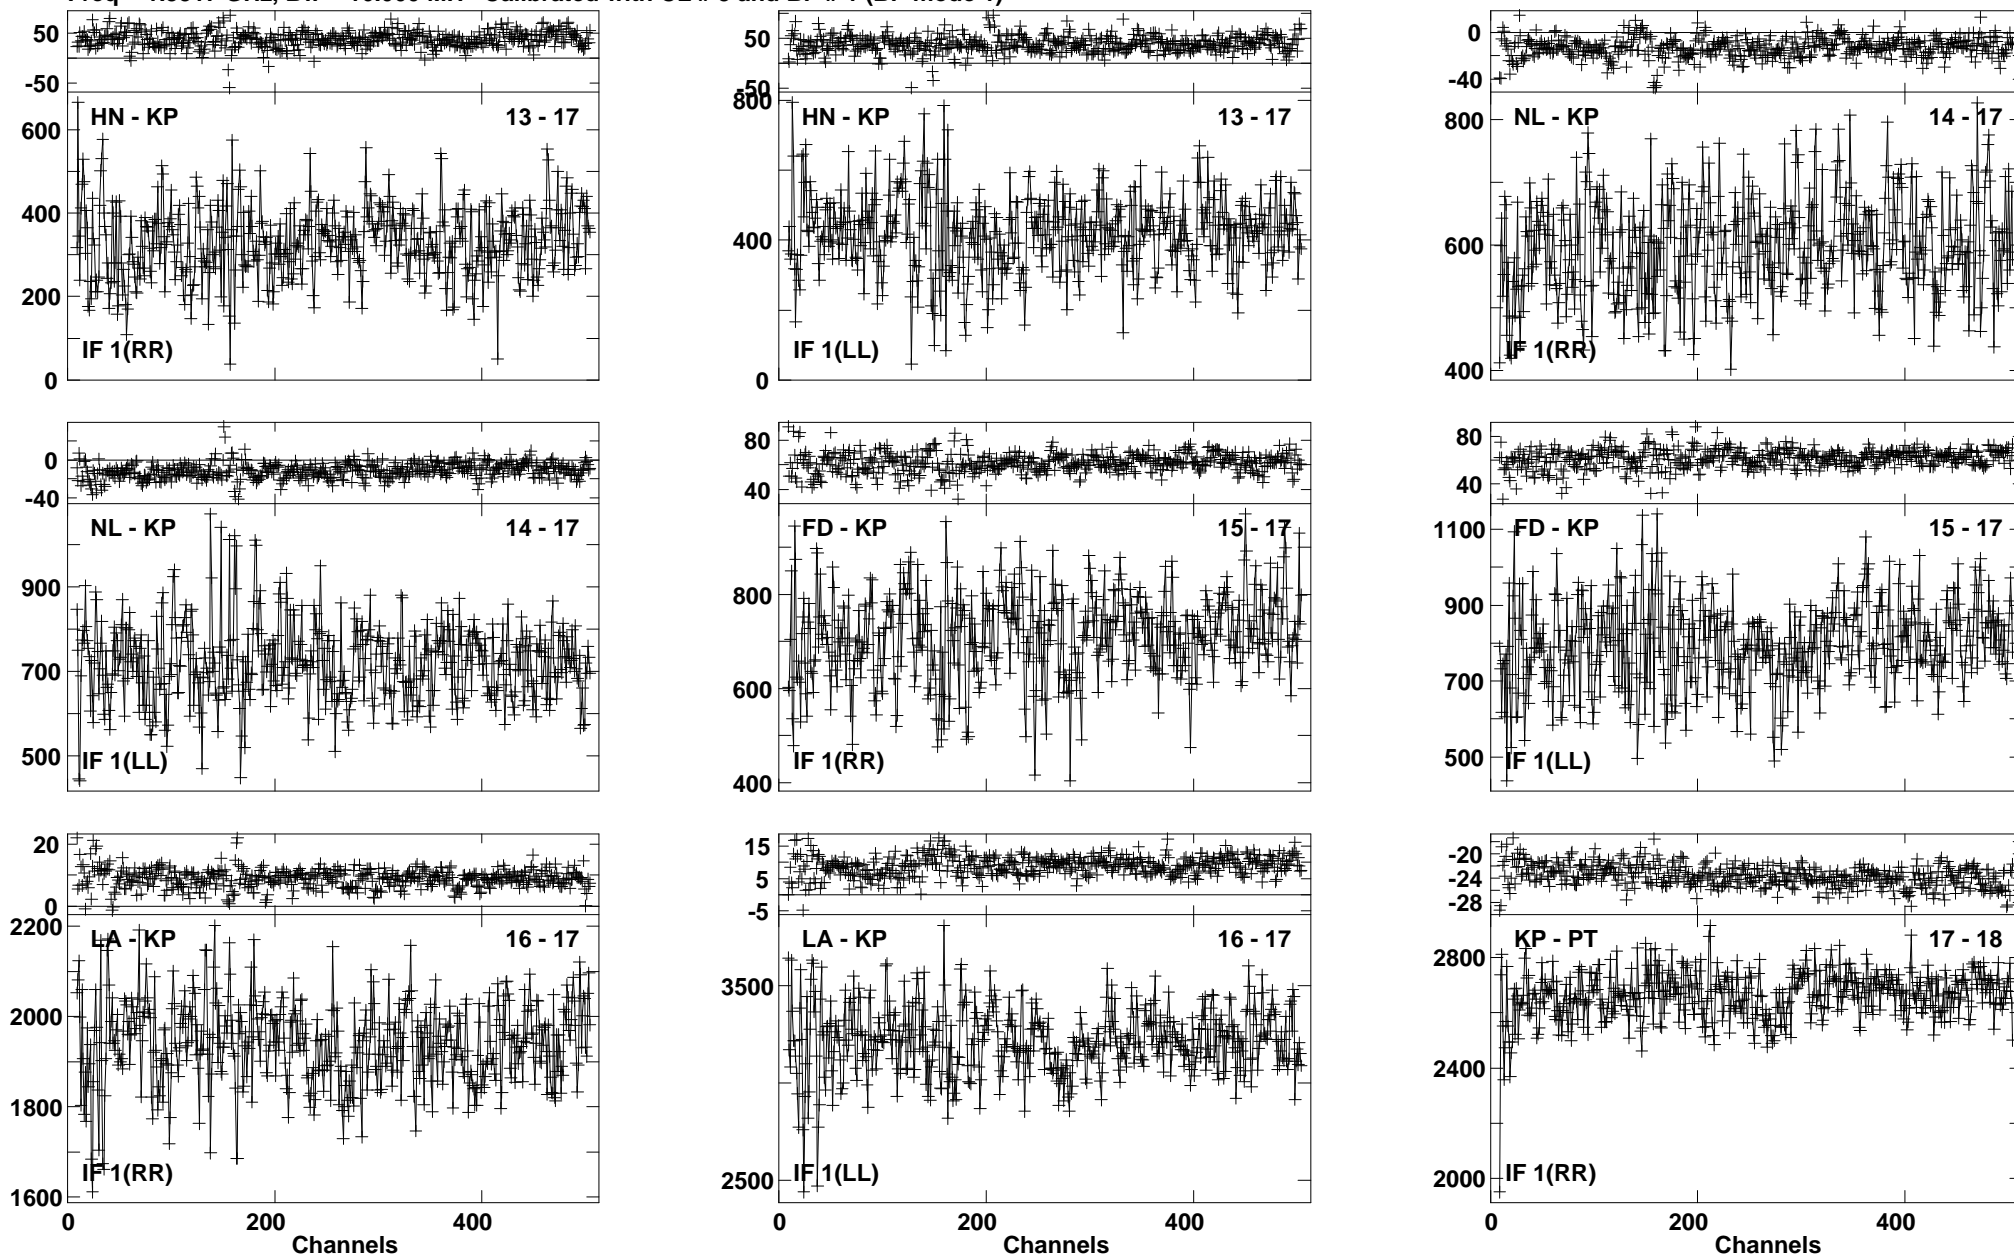 50
-50
600
400
200
0
HN - KP 13 - 17
IF 1(RR)
50
-50
800
400
0
HN - KP 13 - 17
IF 1(LL)
0
-40
800
600
400
NL - KP 14 - 17
IF 1(RR)
0
-40
900
700
500
NL - KP 14 - 17
IF 1(LL)
80
40
800
600
400
FD - KP 15 - 17
IF 1(RR)
80
40
1100
900
700
500
FD - KP 15 - 17
IF 1(LL)
20
0
2200
2000
1800
1600
LA - KP 16 - 17
IF 1(RR)
0 200 400
Channels
15
5
-5
3500
2500
LA - KP 16 - 17
IF 1(LL)
0 200 400
Channels
-20
-24
-28
2800
2400
2000
KP - PT 17 - 18
IF 1(RR)
0 200 400
Channels